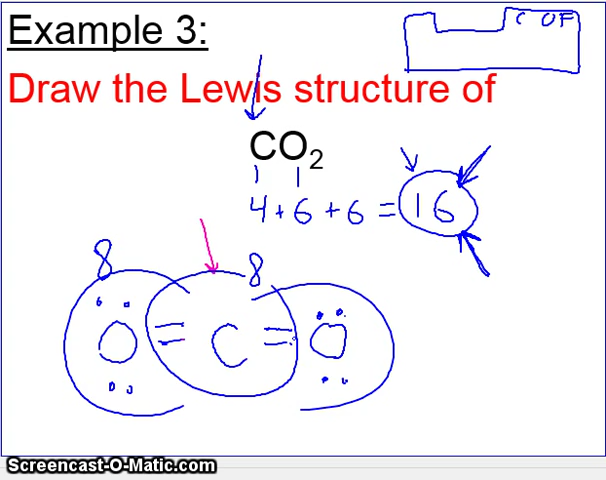 Example 3:
C OF
Draw the Lewis structure of
CO2
4+6+6=16
8
8
O=C=O
Screencast-O-Matic.com